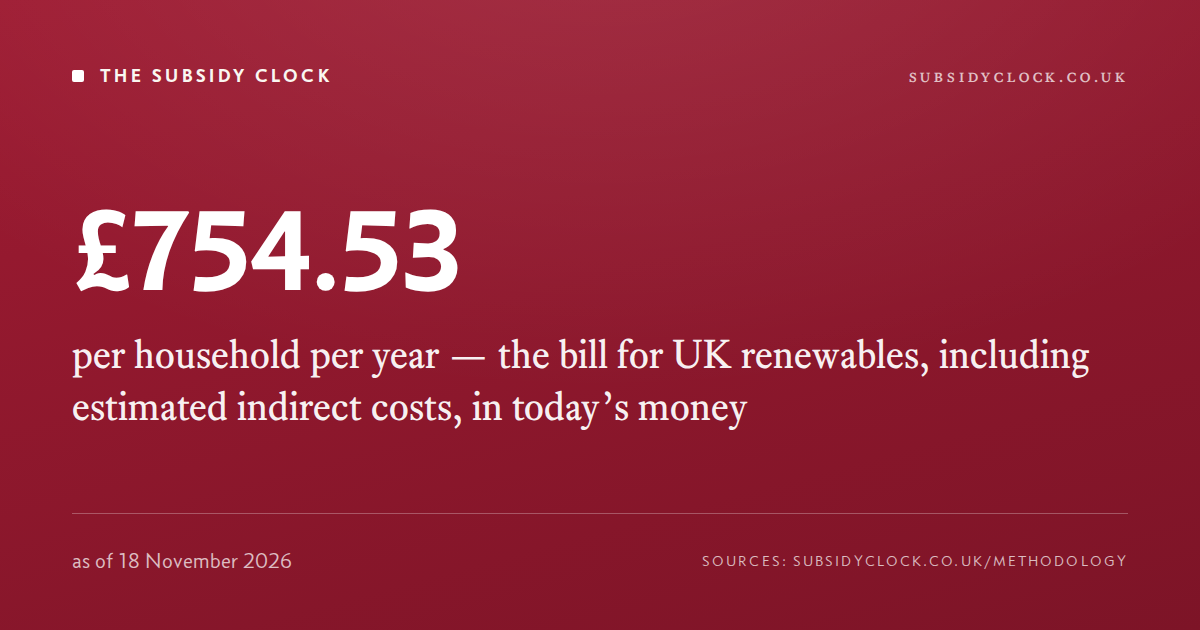 THE SUBSIDY CLOCK
SUBSIDYCLOCK.CO.UK
£754.53
per household per year — the bill for UK renewables, including
estimated indirect costs, in today’s money
as of 18 November 2026
SOURCES: SUBSIDYCLOCK.CO.UK/METHODOLOGY